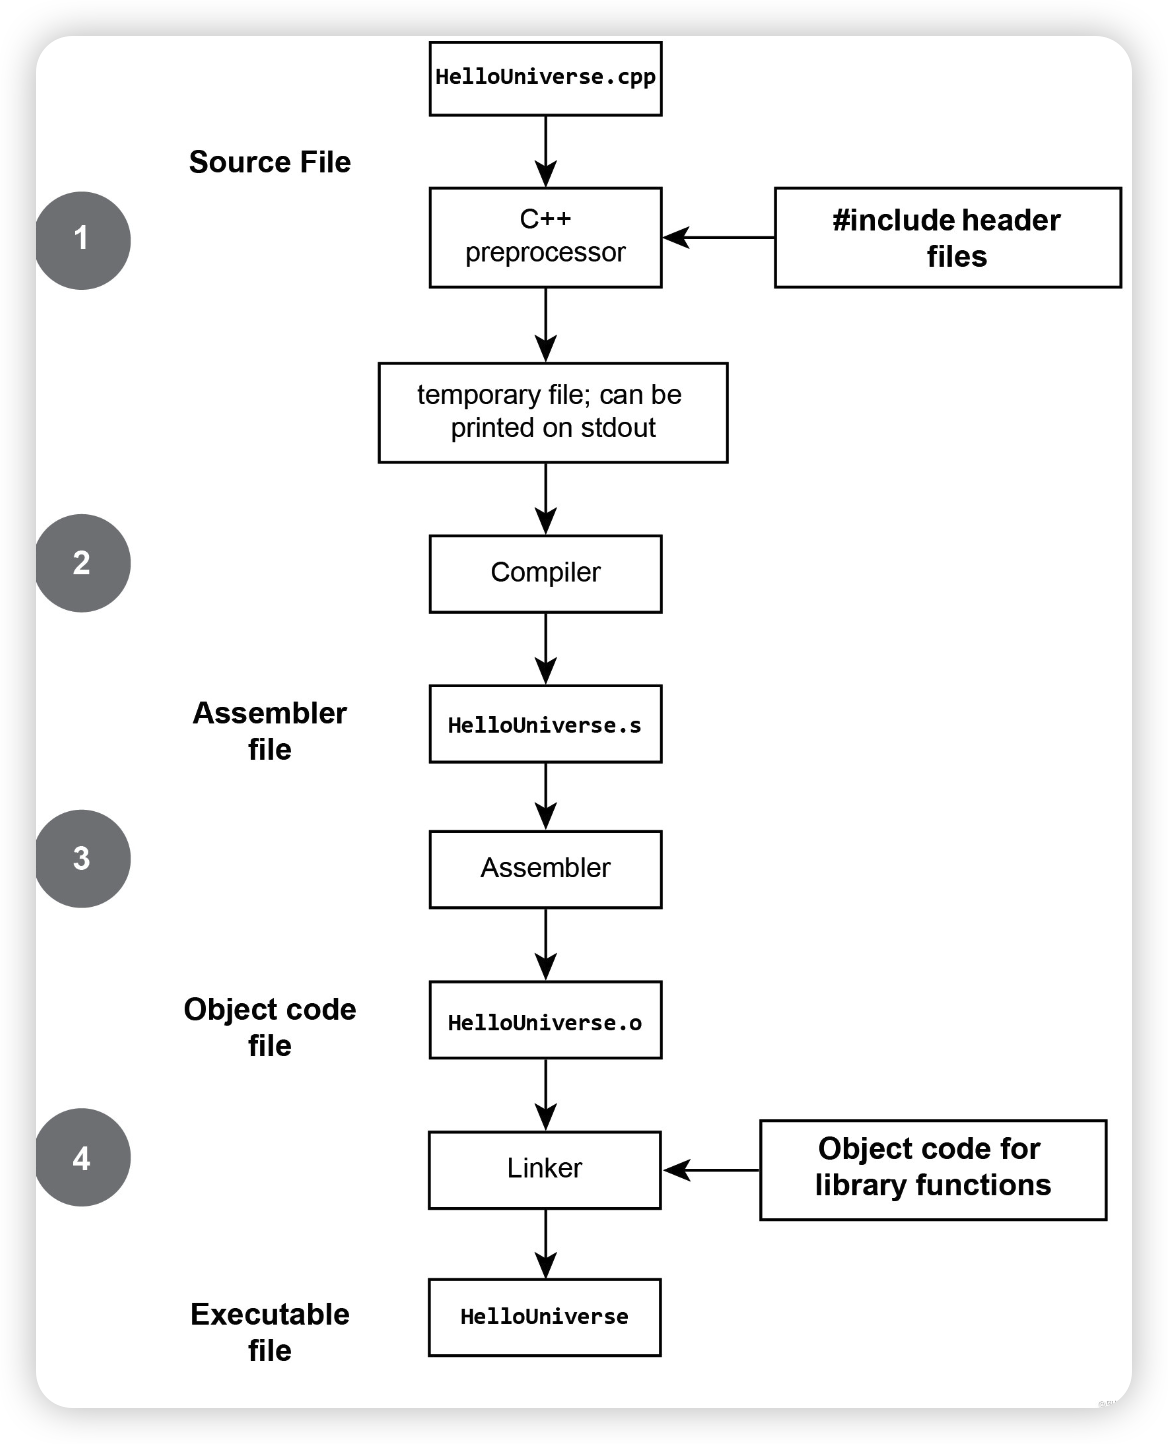 HelloUniverse.cpp
Source File
1
C++
preprocessor
#include header
files
temporary file; can be
printed on stdout
2
Compiler
Assembler
file
HelloUniverse.s
3
Assembler
Object code
file
HelloUniverse.o
4
Linker
Object code for
library functions
Executable
file
HelloUniverse